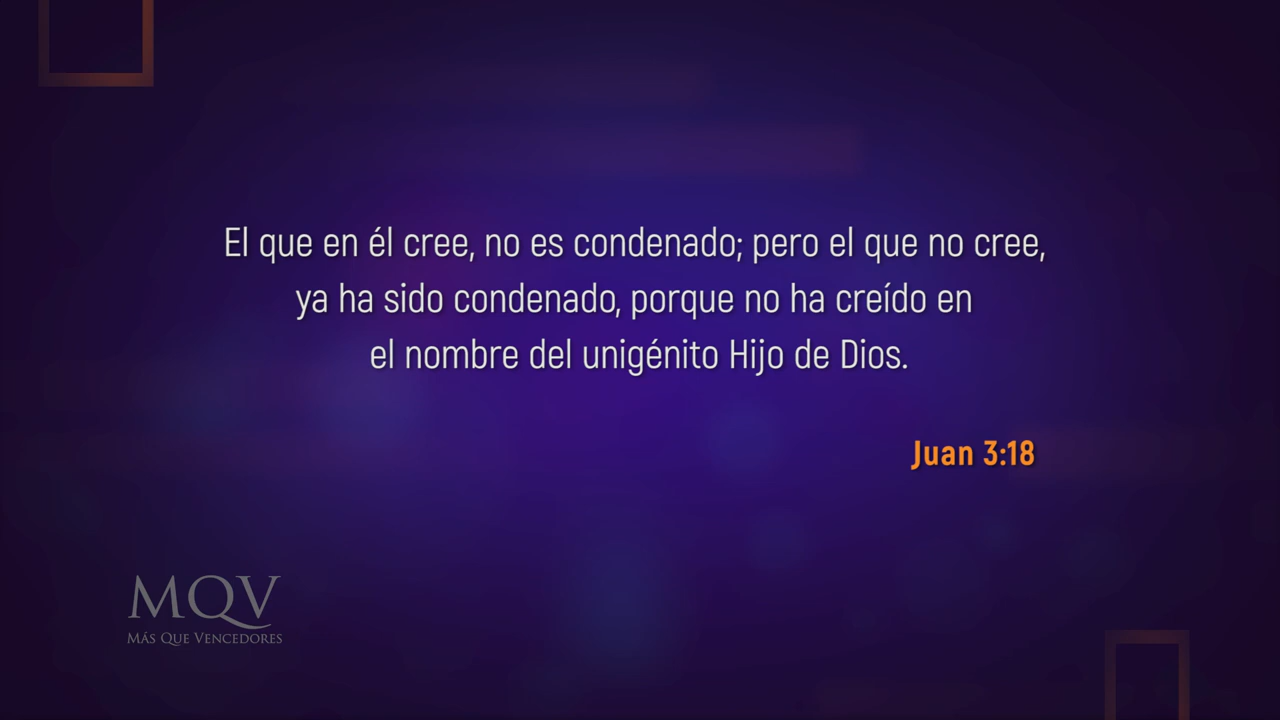 El que en él cree, no es condenado; pero el que no cree,
ya ha sido condenado, porque no ha creído en
el nombre del unigénito Hijo de Dios.
Juan 3:18
MQV
MÁS QUE VENCEDORES